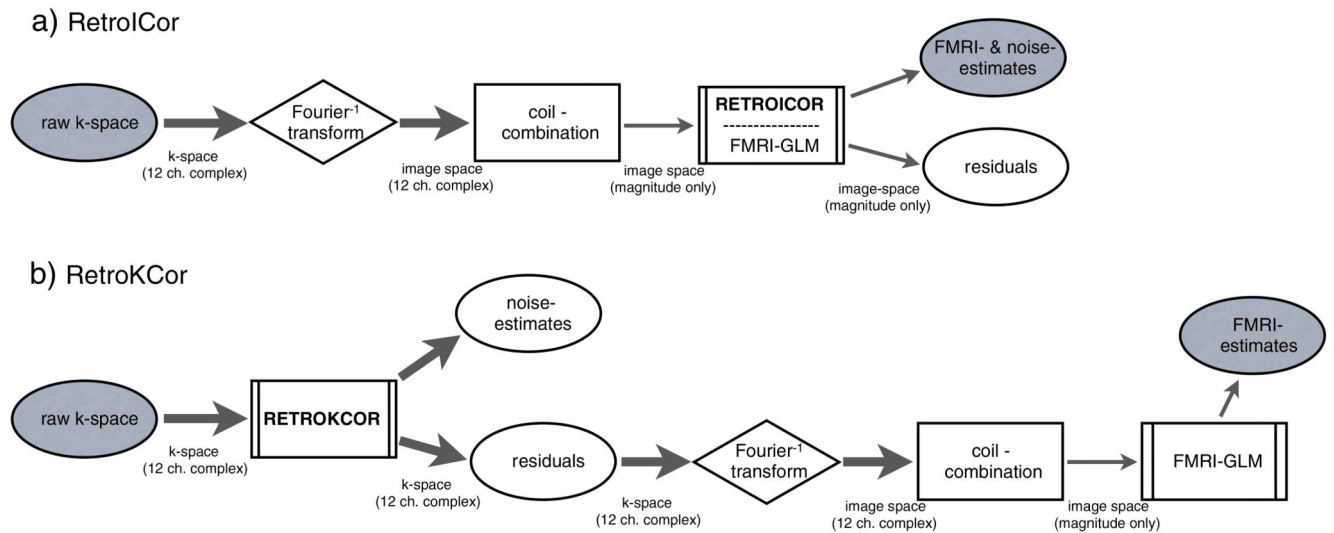 a) RetroICor
raw k-space
k-space
(12 ch. complex)
Fourier⁻¹
transform
image space
(12 ch. complex)
coil -
combination
image space
(magnitude only)
RETROICOR
----------------
FMRI-GLM
image-space
(magnitude only)
FMRI- & noise-
estimates
residuals
b) RetroKCor
raw k-space
k-space
(12 ch. complex)
RETROKCOR
noise-
estimates
k-space
(12 ch. complex)
residuals
k-space
(12 ch. complex)
Fourier⁻¹
transform
image space
(12 ch. complex)
coil -
combination
image space
(magnitude only)
FMRI-GLM
FMRI-
estimates